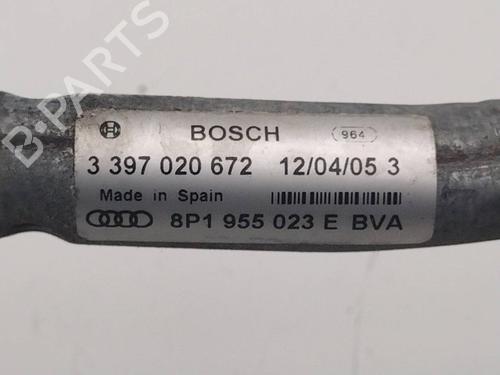 B-PARTS
BOSCH 964
3 397 020 672 12/04/05 3
Made in Spain
8P1 955 023 E BVA